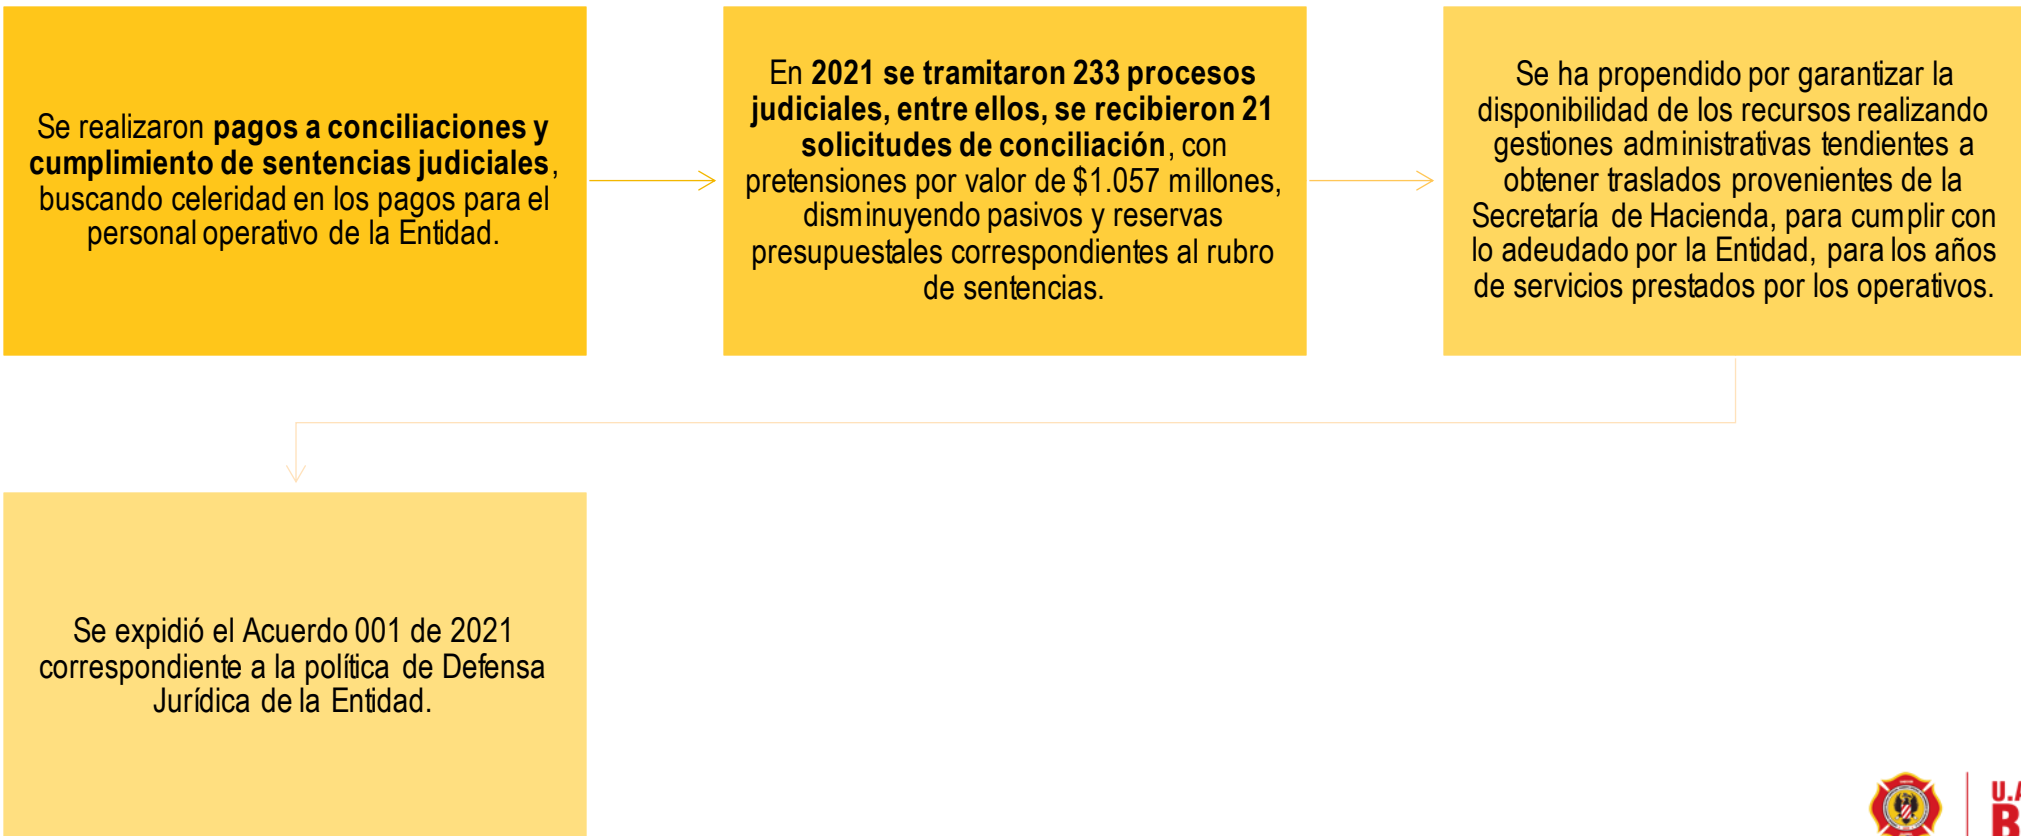 Se realizaron pagos a conciliaciones y
cumplimiento de sentencias judiciales,
buscando celeridad en los pagos para el
personal operativo de la Entidad.
En 2021 se tramitaron 233 procesos
judiciales, entre ellos, se recibieron 21
solicitudes de conciliación, con
pretensiones por valor de $1.057 millones,
disminuyendo pasivos y reservas
presupuestales correspondientes al rubro
de sentencias.
Se ha propendido por garantizar la
disponibilidad de los recursos realizando
gestiones administrativas tendientes a
obtener traslados provenientes de la
Secretaría de Hacienda, para cumplir con
lo adeudado por la Entidad, para los años
de servicios prestados por los operativos.
Se expidió el Acuerdo 001 de 2021
correspondiente a la política de Defensa
Jurídica de la Entidad.